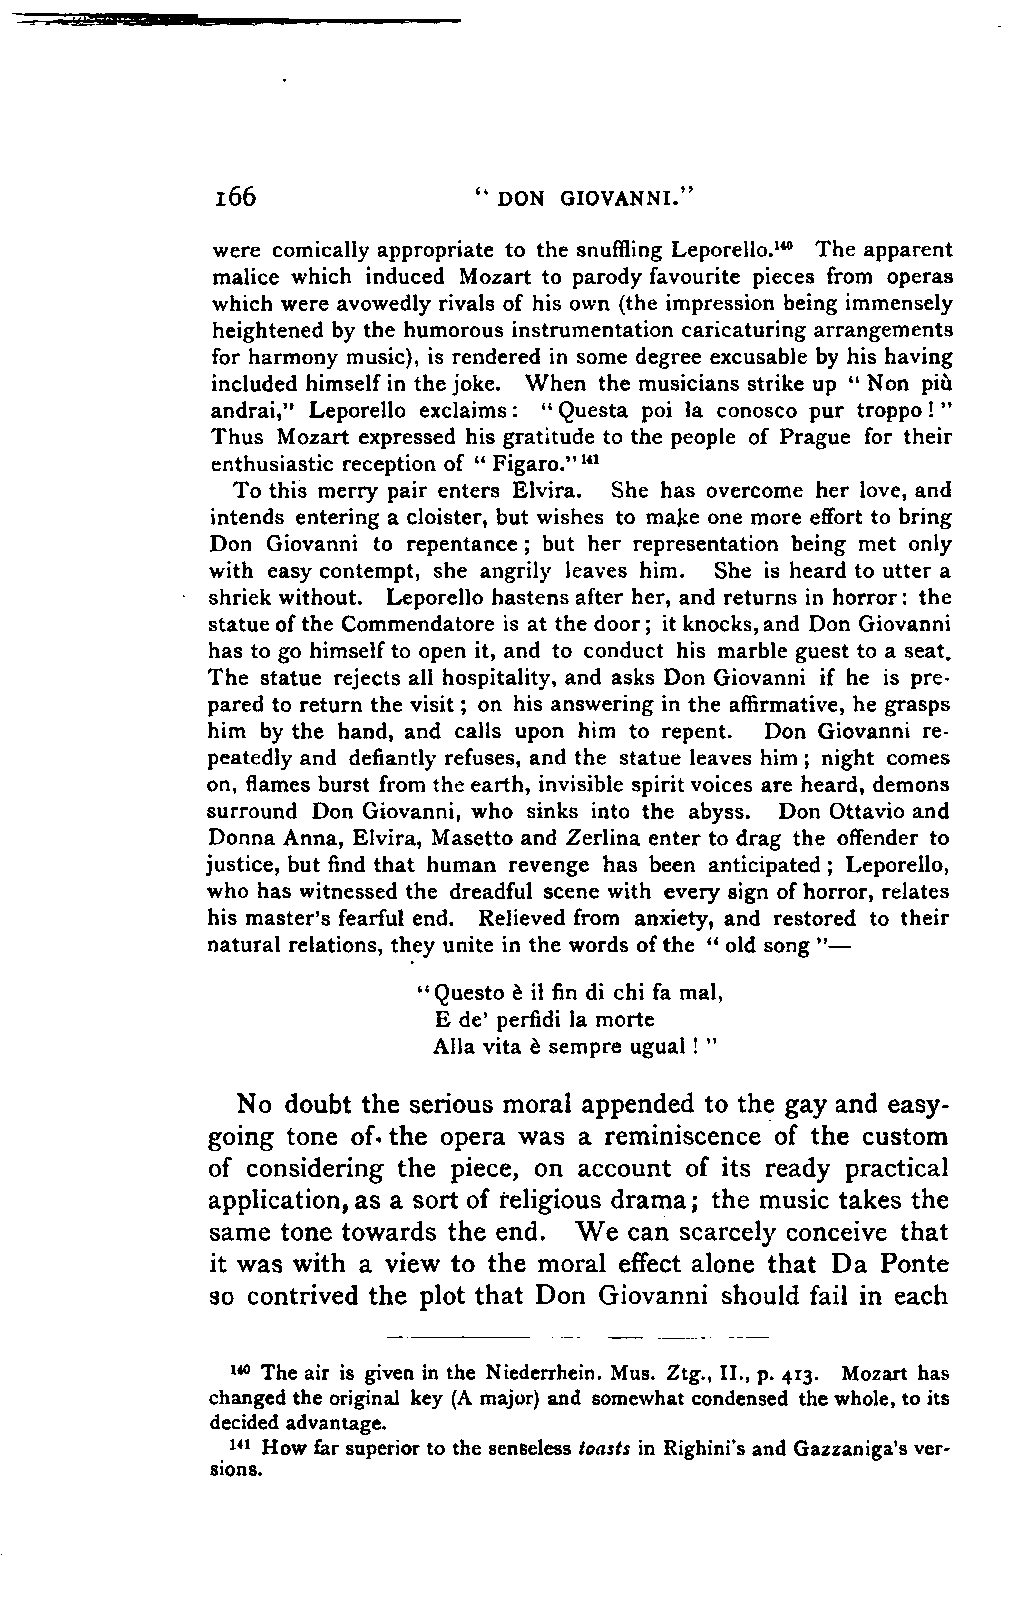 166 " DON GIOVANNI."
were comically appropriate to the snuffling Leporello.¹⁴⁰ The apparent
malice which induced Mozart to parody favourite pieces from operas
which were avowedly rivals of his own (the impression being immensely
heightened by the humorous instrumentation caricaturing arrangements
for harmony music), is rendered in some degree excusable by his having
included himself in the joke. When the musicians strike up " Non più
andrai," Leporello exclaims: "Questa poi la conosco pur troppo!"
Thus Mozart expressed his gratitude to the people of Prague for their
enthusiastic reception of " Figaro."¹⁴¹
To this merry pair enters Elvira. She has overcome her love, and
intends entering a cloister, but wishes to make one more effort to bring
Don Giovanni to repentance; but her representation being met only
with easy contempt, she angrily leaves him. She is heard to utter a
shriek without. Leporello hastens after her, and returns in horror: the
statue of the Commendatore is at the door; it knocks, and Don Giovanni
has to go himself to open it, and to conduct his marble guest to a seat.
The statue rejects all hospitality, and asks Don Giovanni if he is pre-
pared to return the visit; on his answering in the affirmative, he grasps
him by the hand, and calls upon him to repent. Don Giovanni re-
peatedly and defiantly refuses, and the statue leaves him; night comes
on, flames burst from the earth, invisible spirit voices are heard, demons
surround Don Giovanni, who sinks into the abyss. Don Ottavio and
Donna Anna, Elvira, Masetto and Zerlina enter to drag the offender to
justice, but find that human revenge has been anticipated; Leporello,
who has witnessed the dreadful scene with every sign of horror, relates
his master's fearful end. Relieved from anxiety, and restored to their
natural relations, they unite in the words of the " old song "—
"Questo è il fin di chi fa mal,
E de' perfidi la morte
Alla vita è sempre ugual!"
No doubt the serious moral appended to the gay and easy-
going tone of the opera was a reminiscence of the custom
of considering the piece, on account of its ready practical
application, as a sort of religious drama; the music takes the
same tone towards the end. We can scarcely conceive that
it was with a view to the moral effect alone that Da Ponte
so contrived the plot that Don Giovanni should fail in each
¹⁴⁰ The air is given in the Niederrhein. Mus. Ztg., II., p. 413. Mozart has
changed the original key (A major) and somewhat condensed the whole, to its
decided advantage.
¹⁴¹ How far superior to the senseless toasts in Righini's and Gazzaniga's ver-
sions.